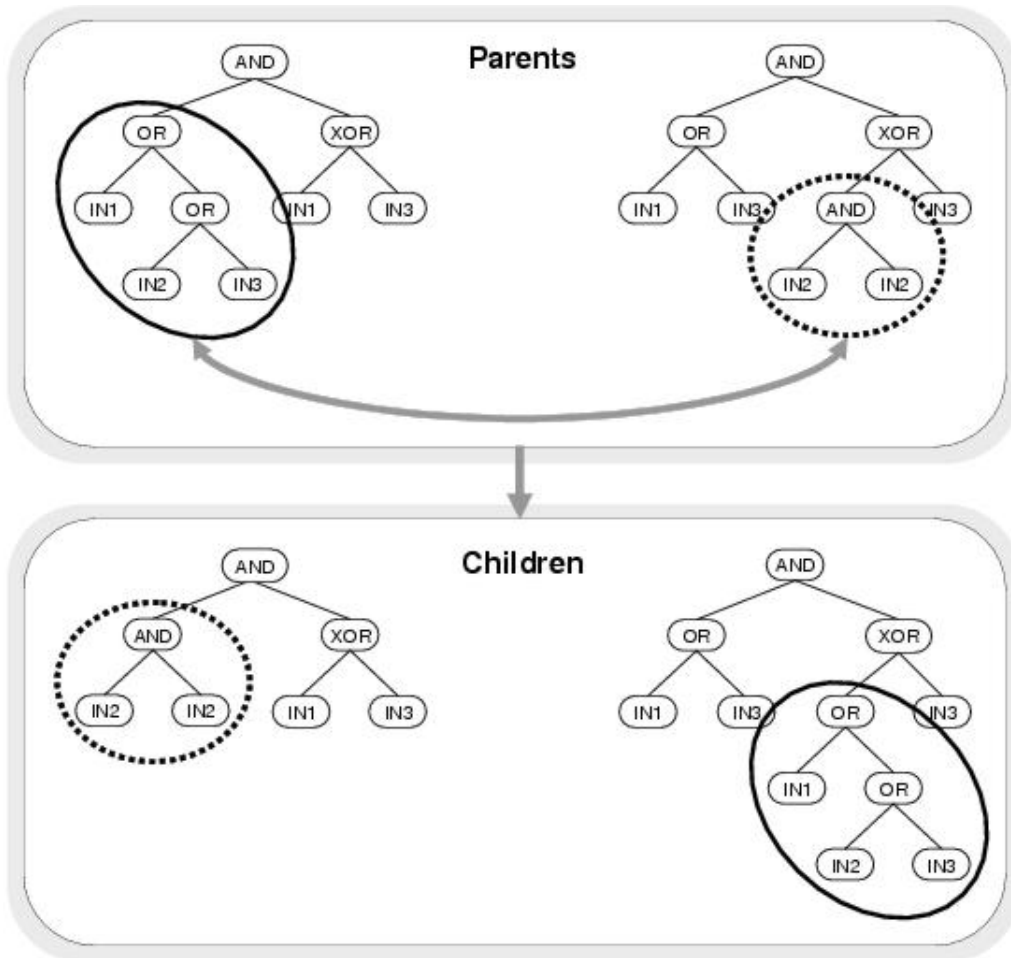 Parents
AND AND
OR XOR OR XOR
IN1 OR IN1 IN3 IN1 IN3 AND IN3
IN2 IN3 IN2 IN2
Children
AND AND
AND XOR OR XOR
IN2 IN2 IN1 IN3 IN1 IN3 OR IN3
IN1 OR
IN2 IN3